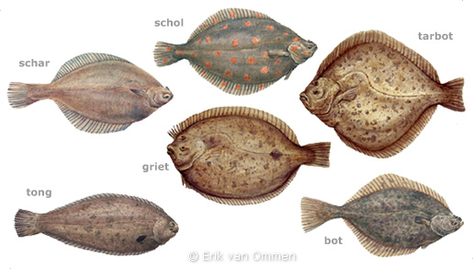 schol
tarbot
schar
griet
tong
bot
@ Erik van Ommen